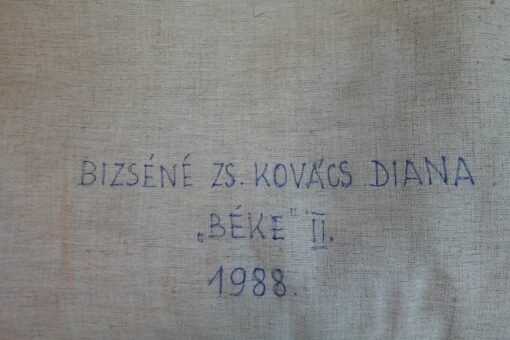 BIZSÉNÉ ZS. KOVÁCS DIANA
„BÉKE" II.
1988.